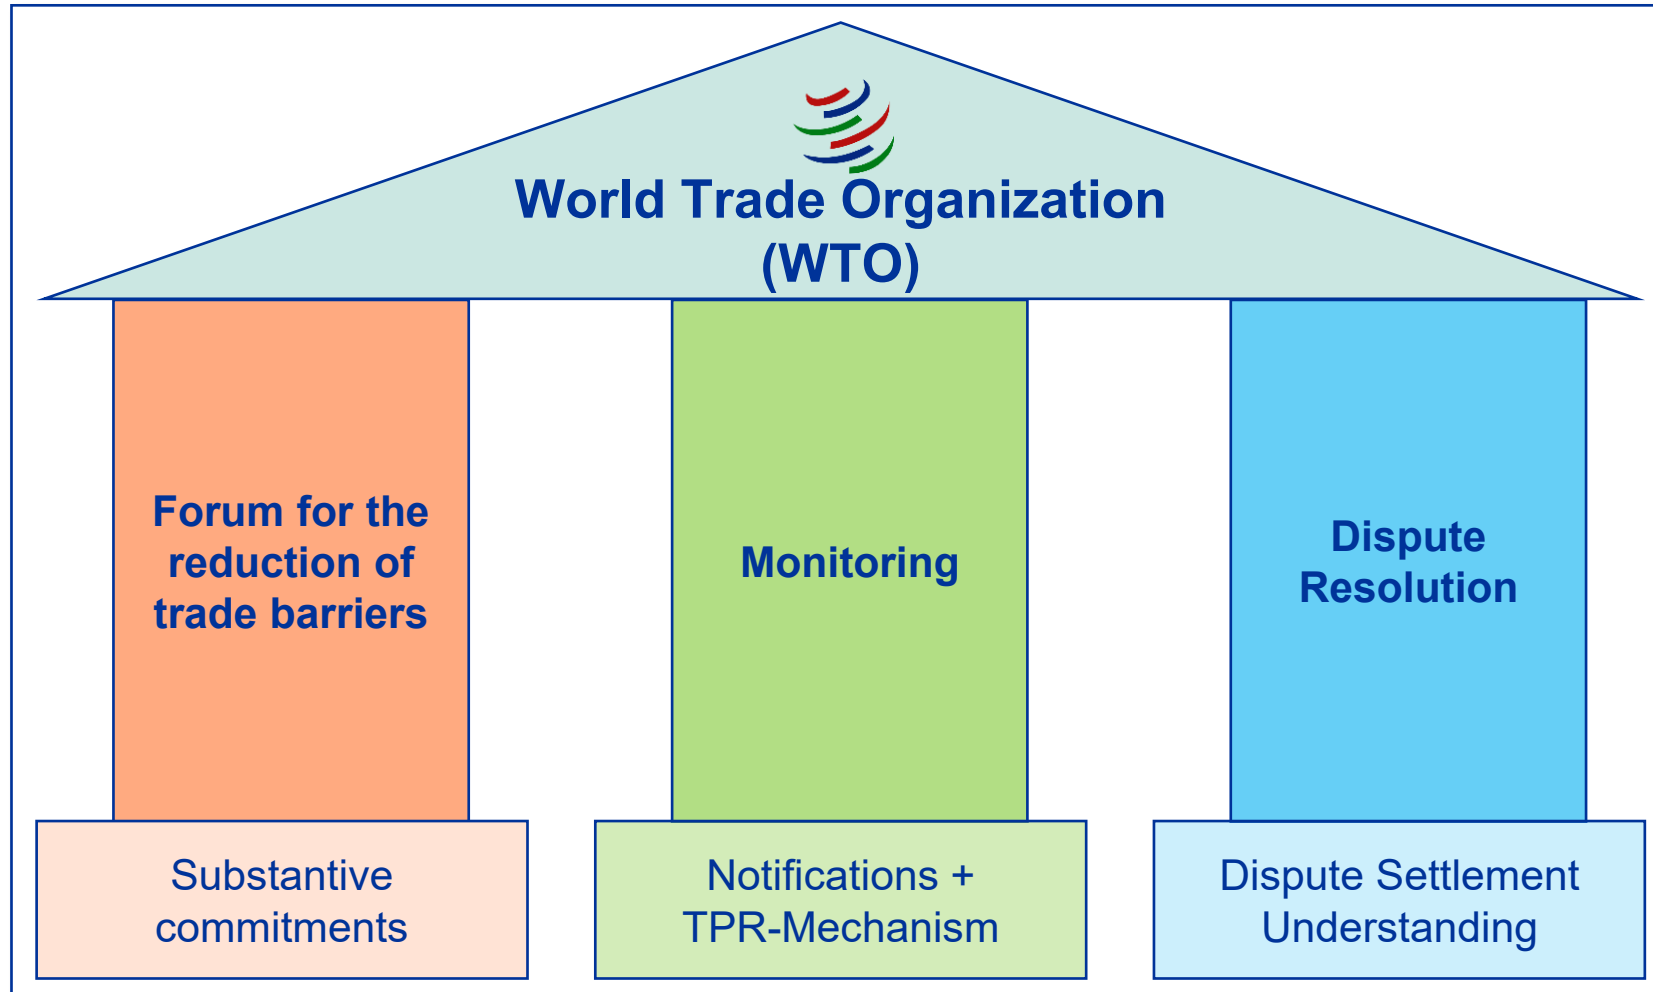 World Trade Organization
(WTO)
Forum for the
reduction of
trade barriers
Monitoring
Dispute
Resolution
Substantive
commitments
Notifications +
TPR-Mechanism
Dispute Settlement
Understanding